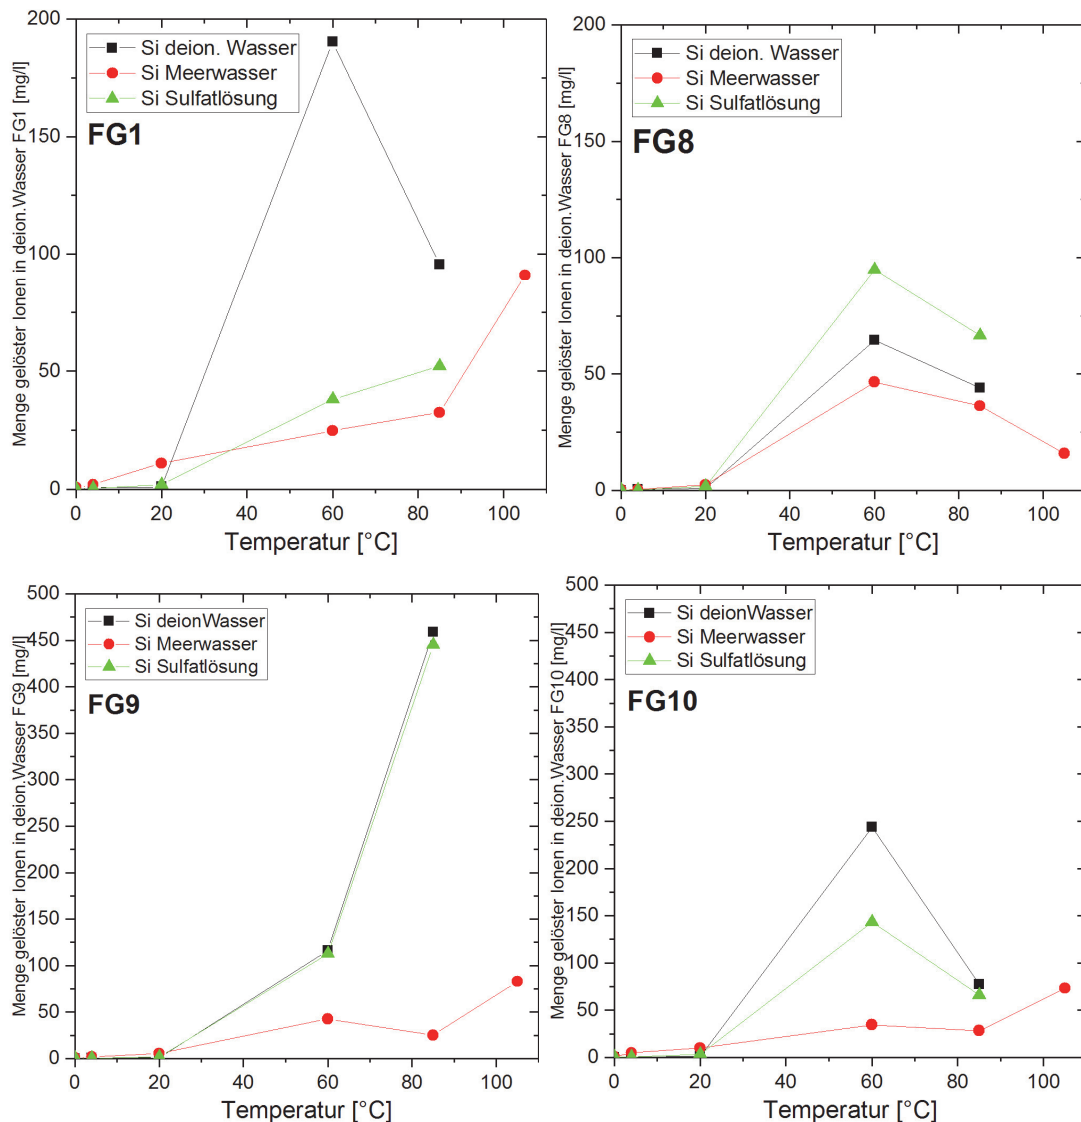 Menge gelöster Ionen in deion.Wasser FG1 [mg/l]
200
150
100
50
0
Si deion. Wasser
Si Meerwasser
Si Sulfatlösung
FG1
0 20 40 60 80 100
Temperatur [°C]
Menge gelöster Ionen in deion.Wasser FG8 [mg/l]
200
150
100
50
0
Si deion. Wasser
Si Meerwasser
Si Sulfatlösung
FG8
0 20 40 60 80 100
Temperatur [°C]
Menge gelöster Ionen in deion.Wasser FG9 [mg/l]
500
450
400
350
300
250
200
150
100
50
0
Si deionWasser
Si Meerwasser
Si Sulfatlösung
FG9
0 20 40 60 80 100
Temperatur [°C]
Menge gelöster Ionen in deion.Wasser FG10 [mg/l]
500
450
400
350
300
250
200
150
100
50
0
Si deionWasser
Si Meerwasser
Si Sulfatlösung
FG10
0 20 40 60 80 100
Temperatur [°C]